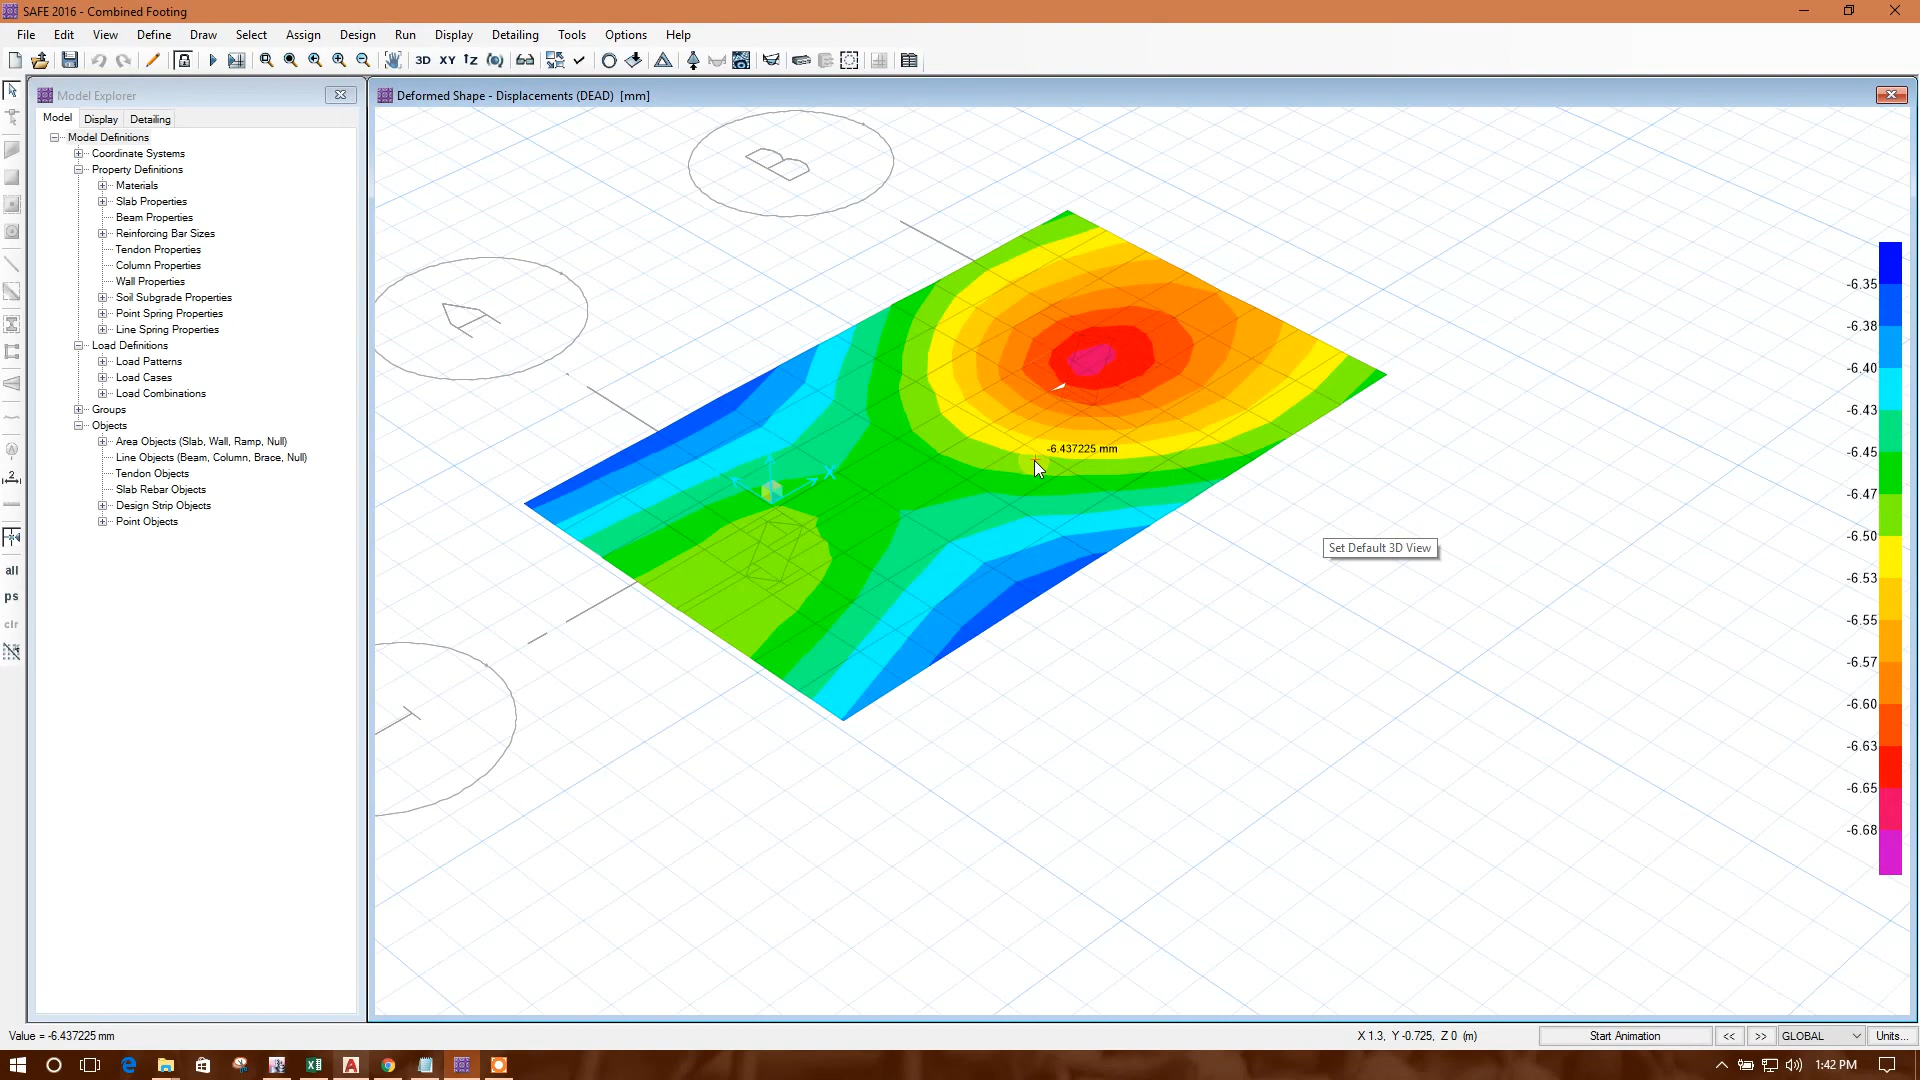 SAFE 2016 - Combined Footing
File Edit View Define Draw Select Assign Design Run Display Detailing Tools Options Help
3D XY
Model Explorer
Model Display Detailing
Model Definitions
Coordinate Systems
Property Definitions
Materials
Slab Properties
Beam Properties
Reinforcing Bar Sizes
Tendon Properties
Column Properties
Wall Properties
Soil Subgrade Properties
Point Spring Properties
Line Spring Properties
Load Definitions
Load Patterns
Load Cases
Load Combinations
Groups
Objects
Area Objects (Slab, Wall, Ramp, Null)
Line Objects (Beam, Column, Brace, Null)
Tendon Objects
Slab Rebar Objects
Design Strip Objects
Point Objects
all
ps
clr
Deformed Shape - Displacements (DEAD) [mm]
B
A
X
-6.437225 mm
Set Default 3D View
-6.35
-6.38
-6.40
-6.43
-6.45
-6.47
-6.50
-6.53
-6.55
-6.57
-6.60
-6.63
-6.65
-6.68
Value = -6.437225 mm
X 1.3, Y -0.725, Z 0 (m)
Start Animation << >> GLOBAL Units...
1:42 PM